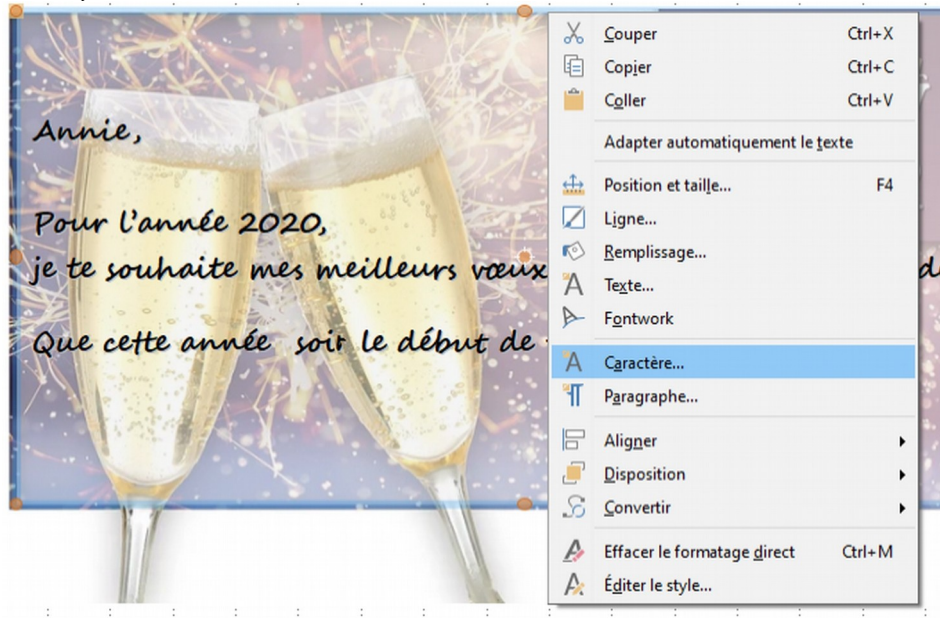 Annie,
Pour l'année 2020,
je te souhaite mes meilleurs vœux
Que cette année soir le début de
Couper Ctrl+X
Copier Ctrl+C
Coller Ctrl+V
Adapter automatiquement le texte
Position et taille... F4
Ligne...
Remplissage...
Texte...
Fontwork
Caractère...
Paragraphe...
Aligner
Disposition
Convertir
Effacer le formatage direct Ctrl+M
Éditer le style...